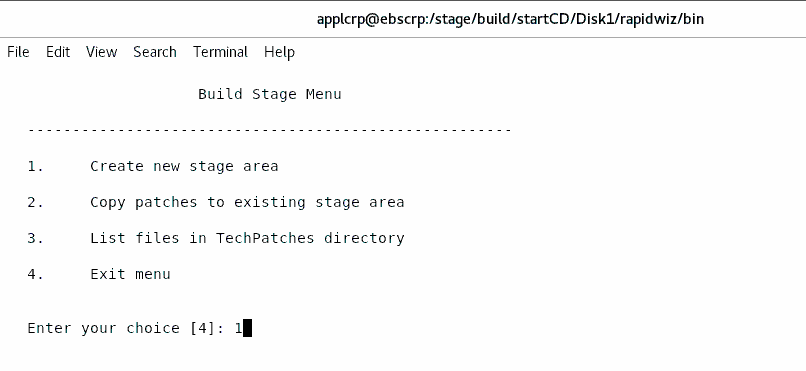 applcrp@ebscrp:/stage/build/startCD/Disk1/rapidwiz/bin
File Edit View Search Terminal Help
Build Stage Menu
------------------------------------------------------
1. Create new stage area
2. Copy patches to existing stage area
3. List files in TechPatches directory
4. Exit menu
Enter your choice [4]: 1